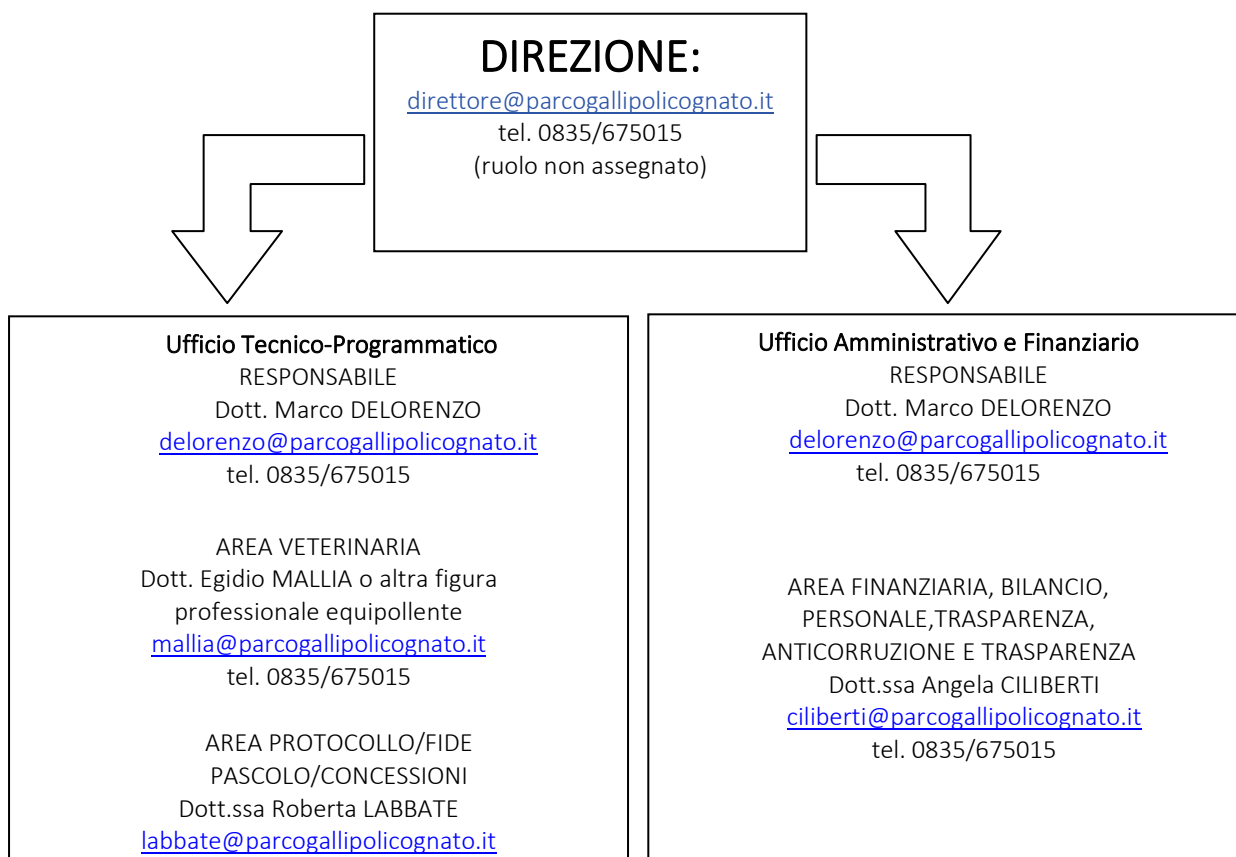 DIREZIONE:
direttore@parcogallipolicognato.it
tel. 0835/675015
(ruolo non assegnato)
Ufficio Tecnico-Programmatico
RESPONSABILE
Dott. Marco DELORENZO
delorenzo@parcogallipolicognato.it
tel. 0835/675015
AREA VETERINARIA
Dott. Egidio MALLIA o altra figura
professionale equipollente
mallia@parcogallipolicognato.it
tel. 0835/675015
AREA PROTOCOLLO/FIDE
PASCOLO/CONCESSIONI
Dott.ssa Roberta LABBATE
labbate@parcogallipolicognato.it
Ufficio Amministrativo e Finanziario
RESPONSABILE
Dott. Marco DELORENZO
delorenzo@parcogallipolicognato.it
tel. 0835/675015
AREA FINANZIARIA, BILANCIO,
PERSONALE,TRASPARENZA,
ANTICORRUZIONE E TRASPARENZA
Dott.ssa Angela CILIBERTI
ciliberti@parcogallipolicognato.it
tel. 0835/675015